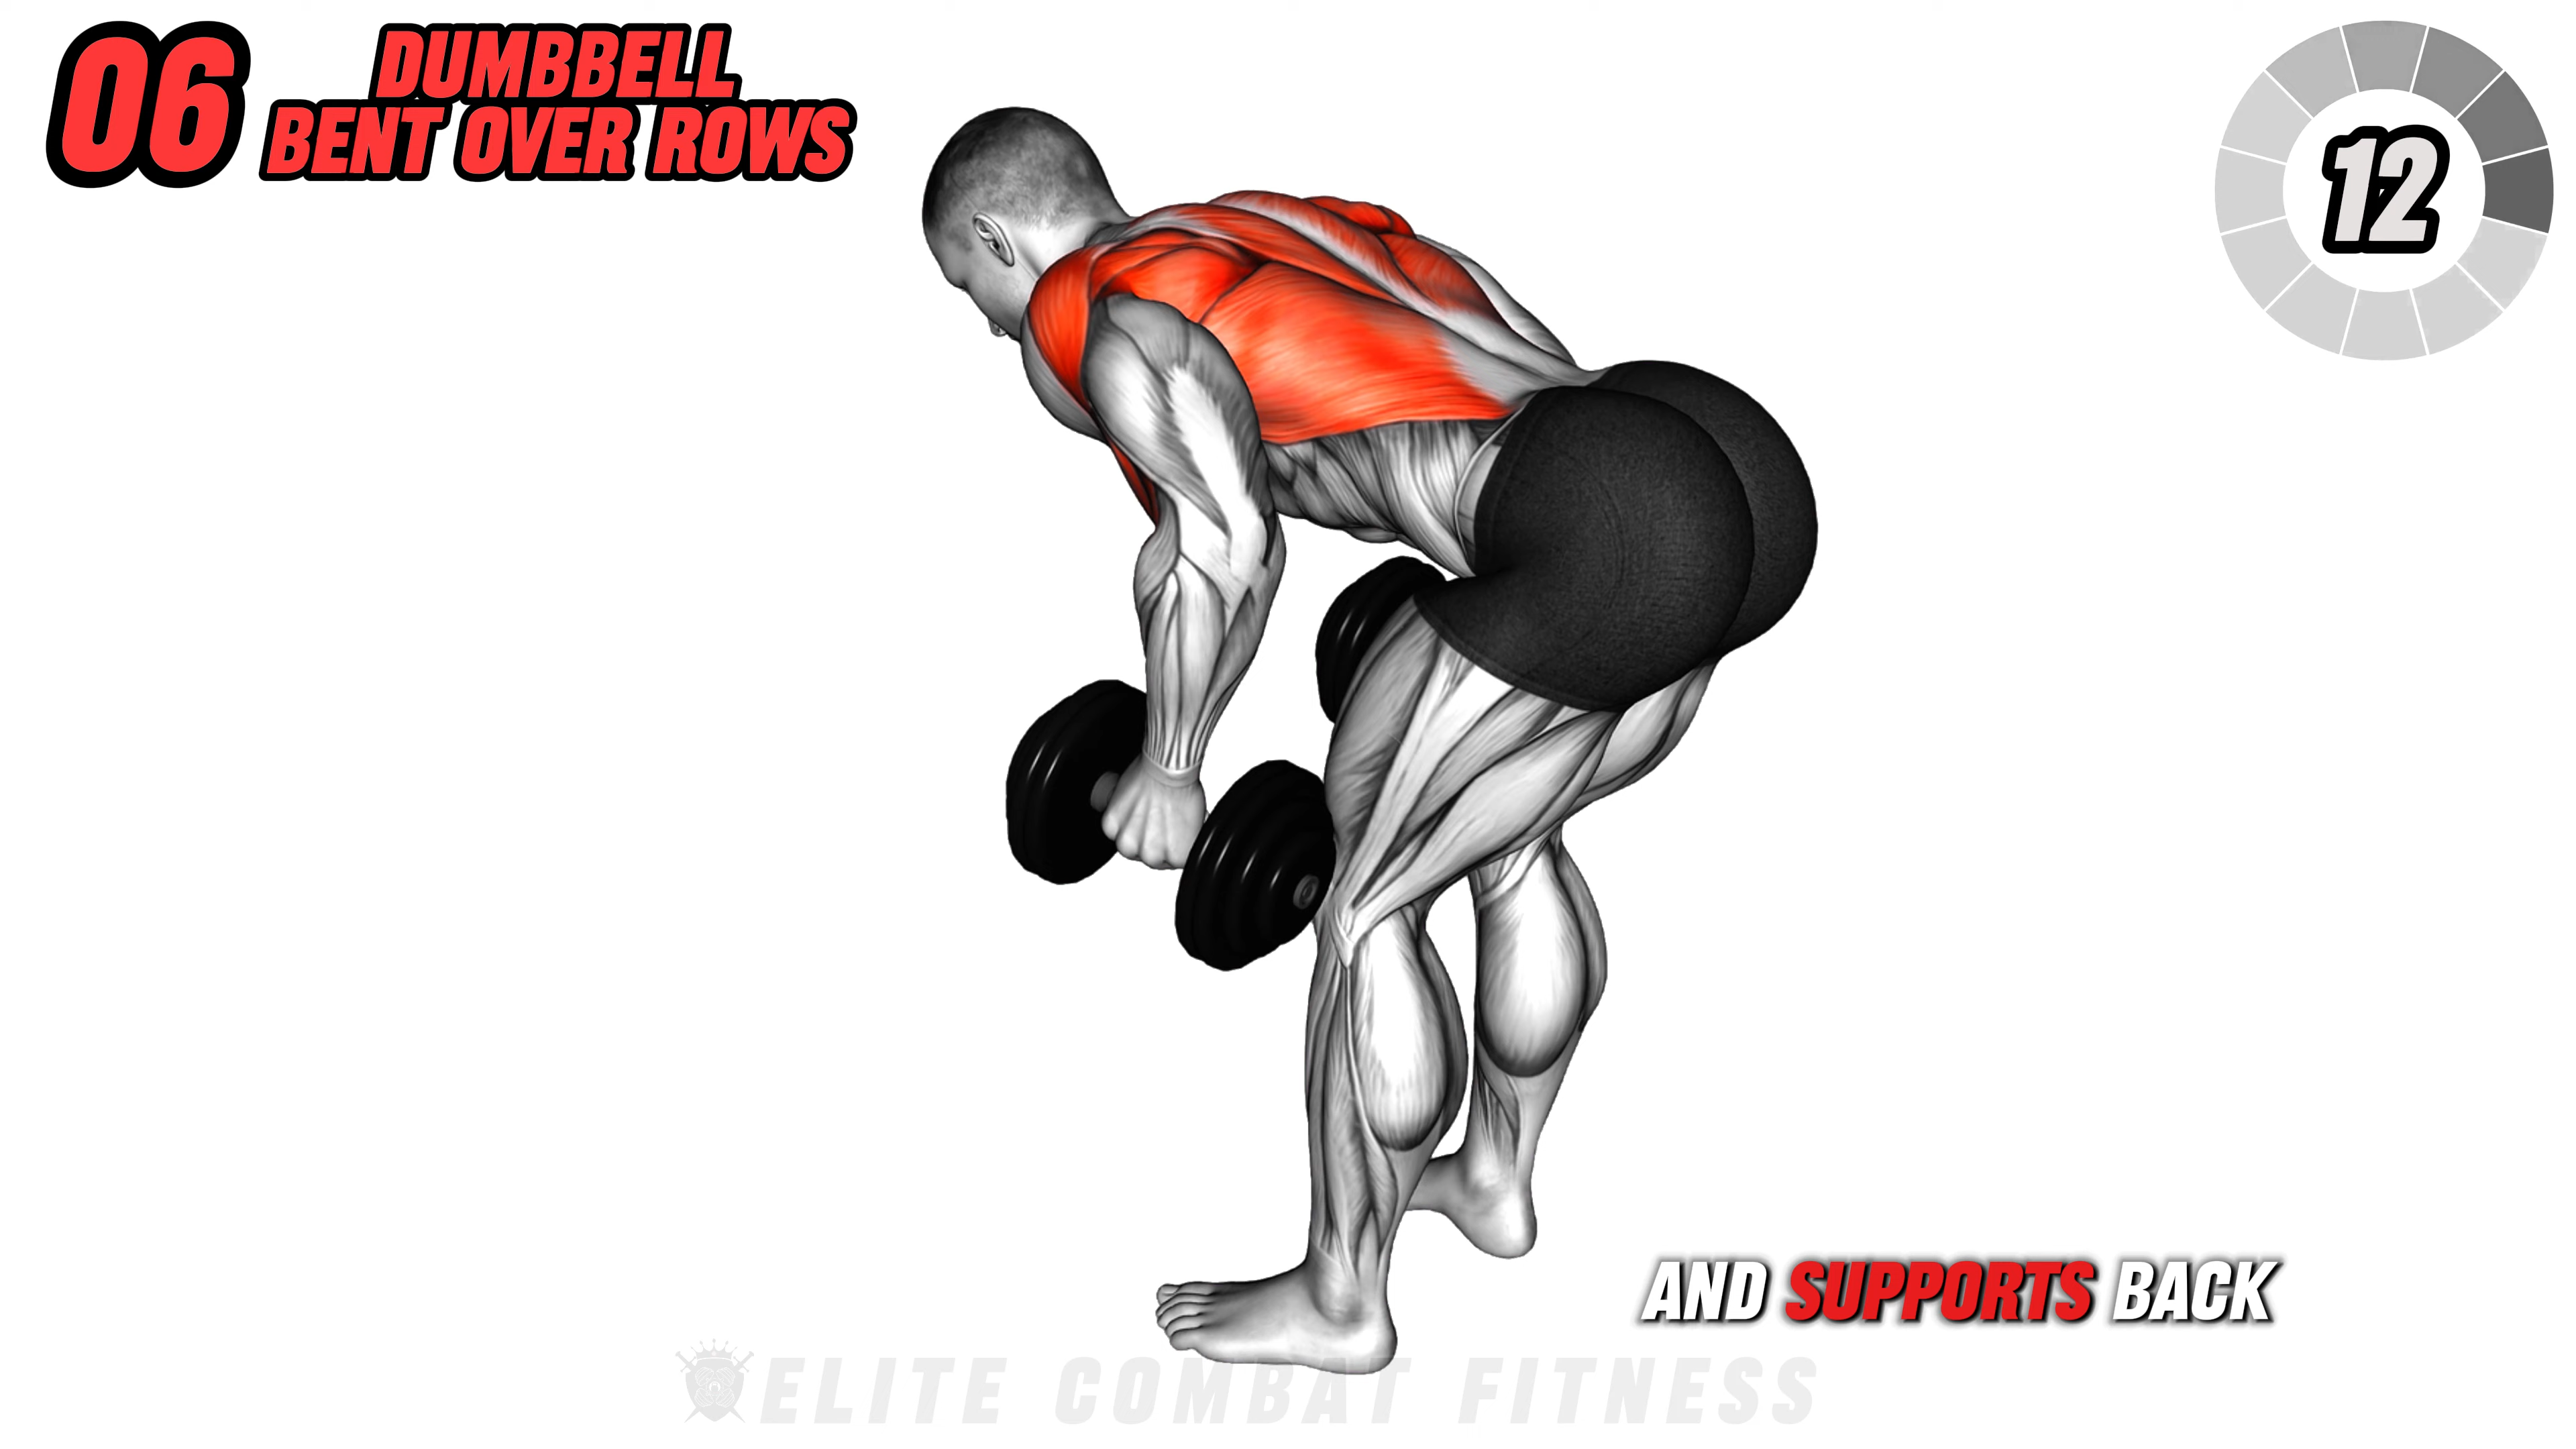 06
DUMBBELL
BENT OVER ROWS
12
AND SUPPORTS BACK
ELITE COMBAT FITNESS